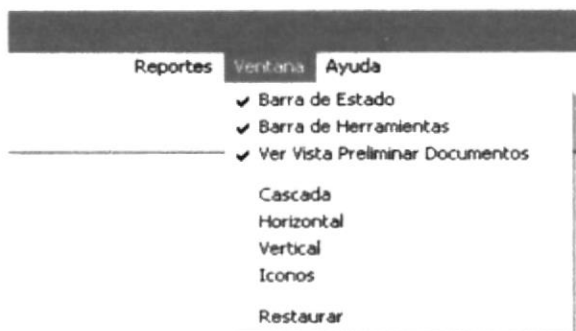 Reportes Ventana Ayuda
Barra de Estado
Barra de Herramientas
Ver Vista Preliminar Documentos
Cascada
Horizontal
Vertical
Iconos
Restaurar